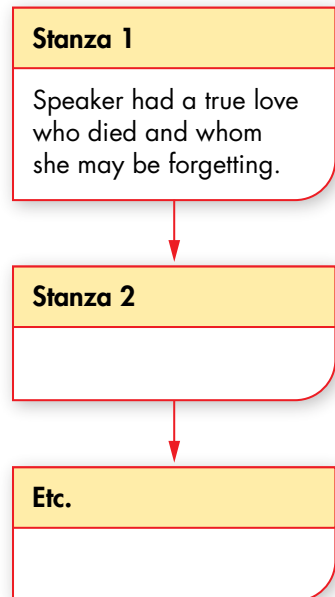 Stanza 1
Speaker had a true love
who died and whom
she may be forgetting.
Stanza 2
Etc.